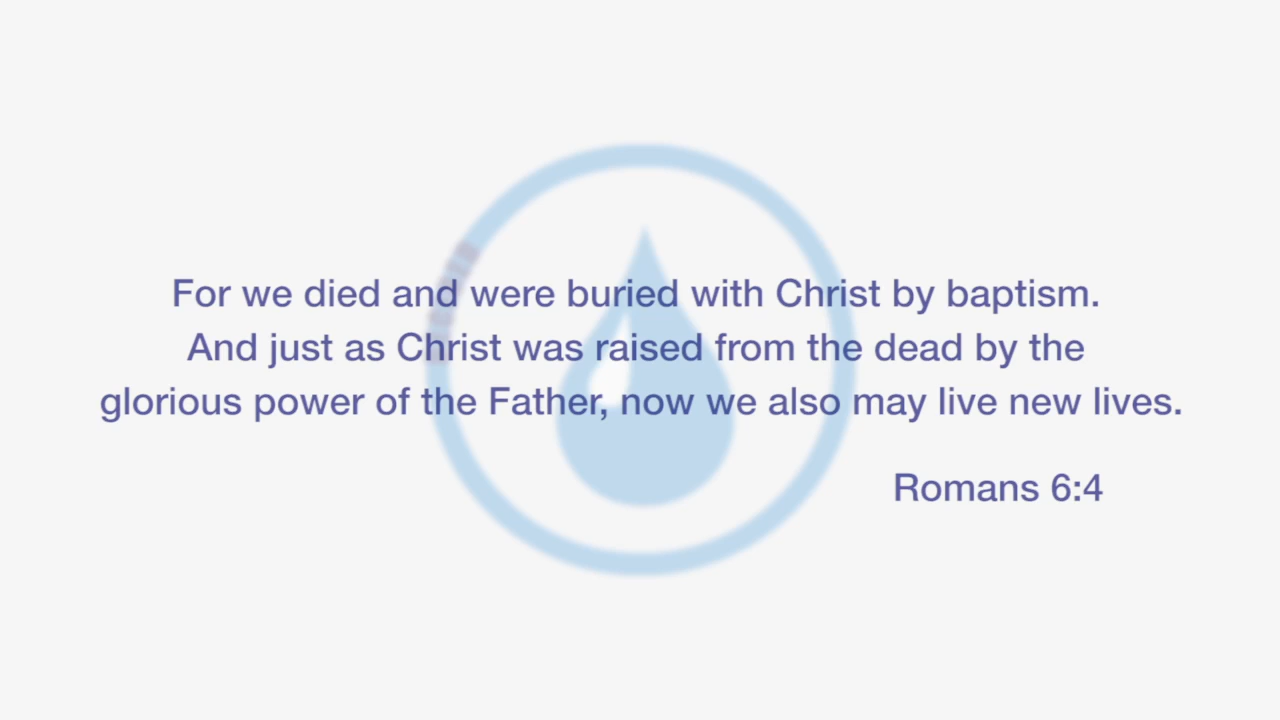 For we died and were buried with Christ by baptism.
And just as Christ was raised from the dead by the
glorious power of the Father, now we also may live new lives.
Romans 6:4